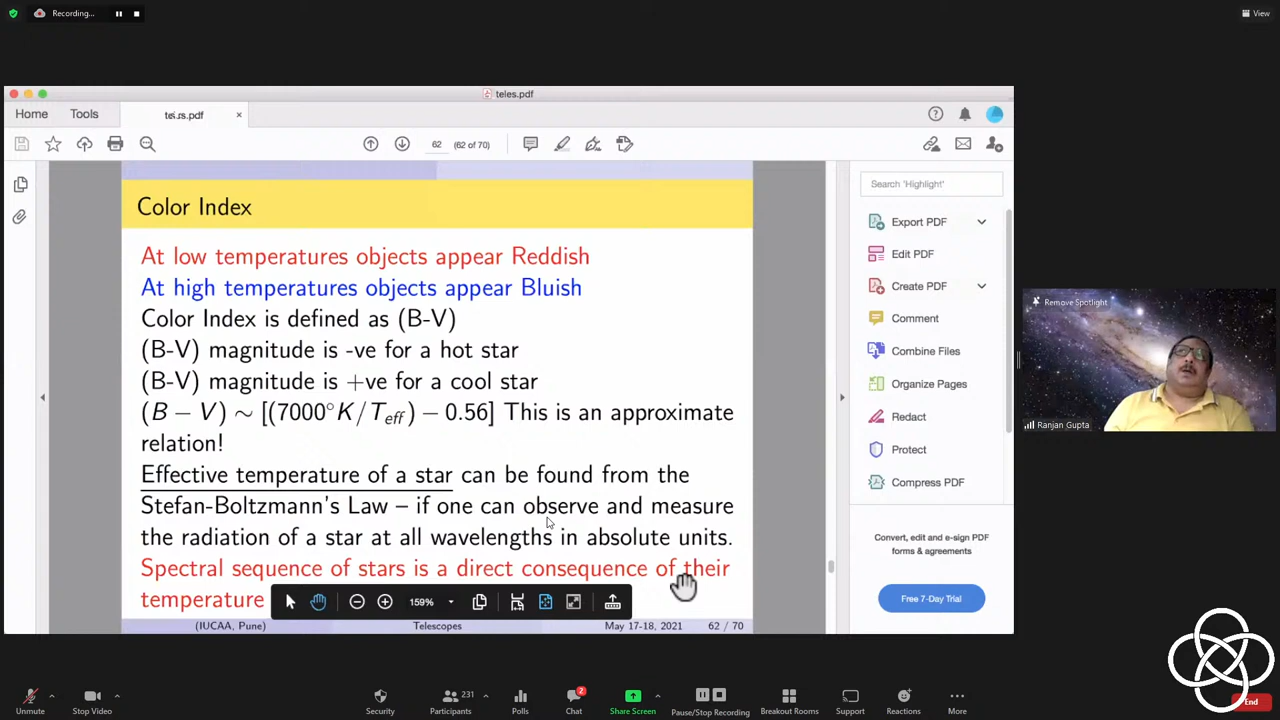 Recording...
View
teles.pdf
Home
Tools
62
(62 of 70)
Search 'Highlight'
Color Index
At low temperatures objects appear Reddish
At high temperatures objects appear Bluish
Color Index is defined as (B-V)
(B-V) magnitude is -ve for a hot star
(B-V) magnitude is +ve for a cool star
(B − V) ∼ [(7000°K/Teff) − 0.56] This is an approximate
relation!
Effective temperature of a star can be found from the
Stefan-Boltzmann's Law – if one can observe and measure
the radiation of a star at all wavelengths in absolute units.
Spectral sequence of stars is a direct consequence of their
temperature
159%
(IUCAA, Pune)
Telescopes
May 17-18, 2021
62 / 70
Export PDF
Edit PDF
Create PDF
Comment
Combine Files
Organize Pages
Redact
Protect
Compress PDF
Convert, edit and e-sign PDF
forms & agreements
Free 7-Day Trial
Remove Spotlight
Ranjan Gupta
Unmute
Stop Video
Security
231
Participants
Polls
2
Chat
Share Screen
Pause/Stop Recording
Breakout Rooms
Support
Reactions
More
End